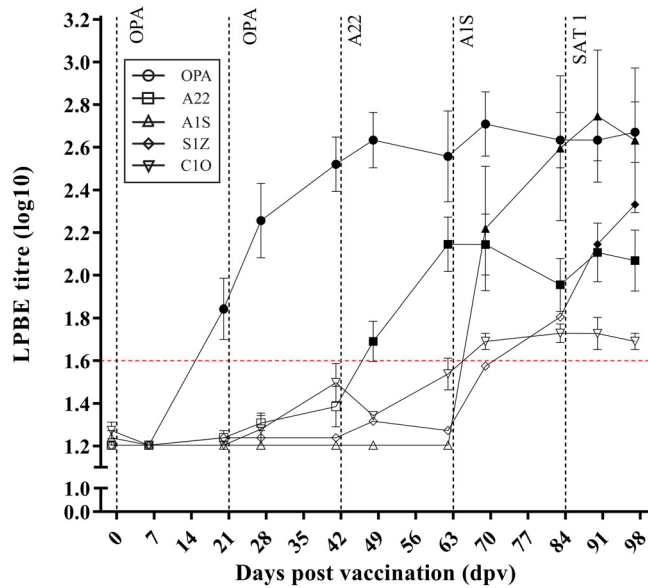 OPA
OPA
A22
A1S
SAT 1
3.2
3.0
2.8
2.6
2.4
2.2
2.0
1.8
1.6
1.4
1.2
1.0
0.0
LPBE titre (log10)
OPA
A22
A1S
S1Z
C1O
0 7 14 21 28 35 42 49 56 63 70 77 84 91 98
Days post vaccination (dpv)